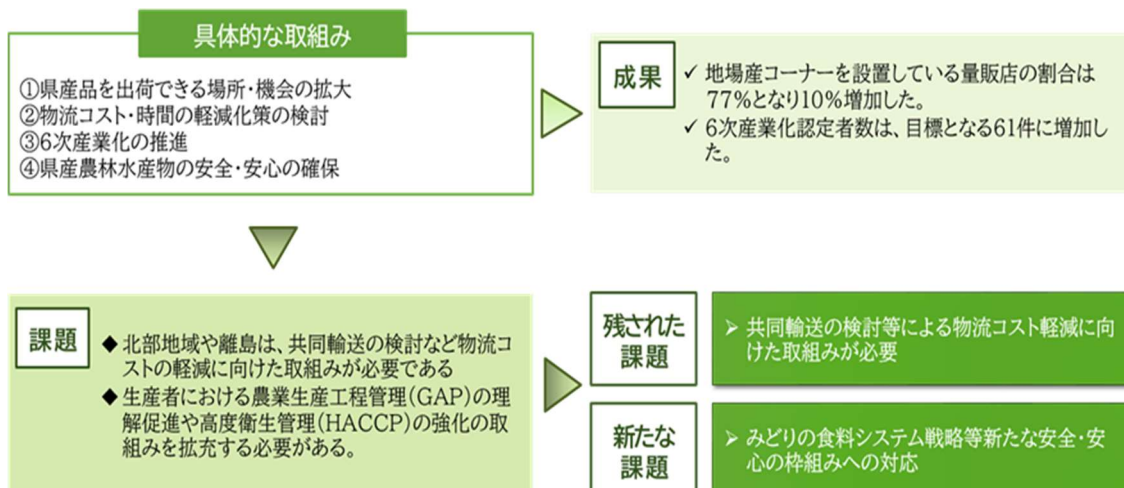 具体的な取組み
①県産品を出荷できる場所・機会の拡大
②物流コスト・時間の軽減化策の検討
③6次産業化の推進
④県産農林水産物の安全・安心の確保
成果
✓ 地場産コーナーを設置している量販店の割合は
77%となり10%増加した。
✓ 6次産業化認定者数は、目標となる61件に増加し
た。
課題
◆ 北部地域や離島は、共同輸送の検討など物流コ
ストの軽減に向けた取組みが必要である
◆ 生産者における農業生産工程管理(GAP)の理
解促進や高度衛生管理(HACCP)の強化の取
組みを拡充する必要がある。
残された
課題
➢ 共同輸送の検討等による物流コスト軽減に向
けた取組みが必要
新たな
課題
➢ みどりの食料システム戦略等新たな安全・安
心の枠組みへの対応